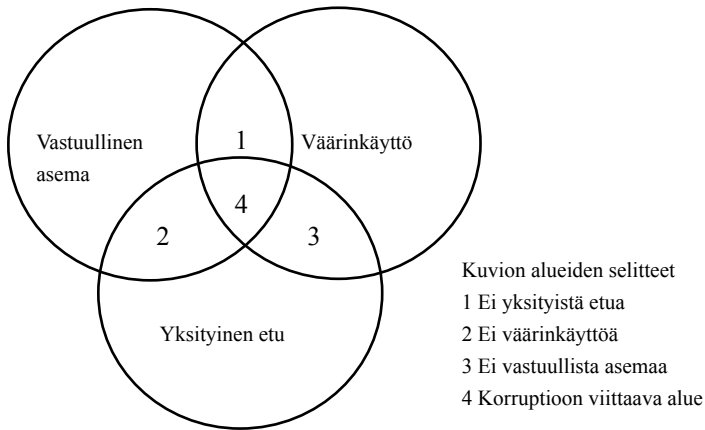 Vastuullinen
asema
1
Väärinkäyttö
4
2
3
Yksityinen etu
Kuvion alueiden selitteet
1 Ei yksityistä etua
2 Ei väärinkäyttöä
3 Ei vastuullista asemaa
4 Korruptioon viittaava alue